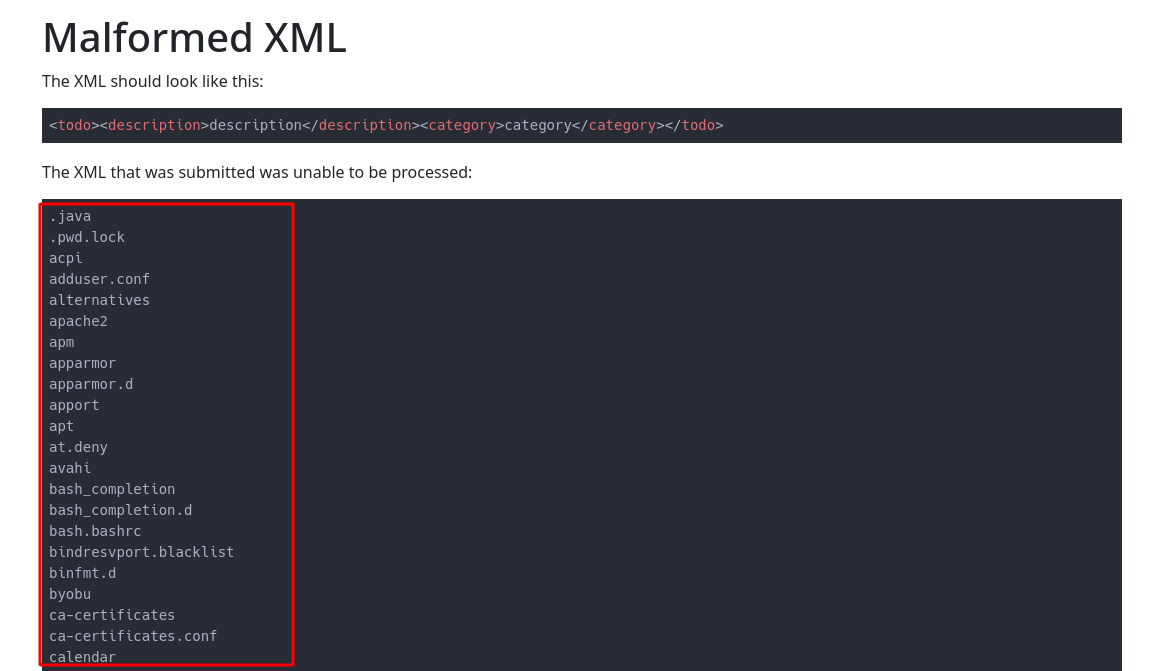 Malformed XML
The XML should look like this:
<todo><description>description</description><category>category</category></todo>
The XML that was submitted was unable to be processed:
.java
.pwd.lock
acpi
adduser.conf
alternatives
apache2
apm
apparmor
apparmor.d
apport
apt
at.deny
avahi
bash_completion
bash_completion.d
bash.bashrc
bindresvport.blacklist
binfmt.d
byobu
ca-certificates
ca-certificates.conf
calendar